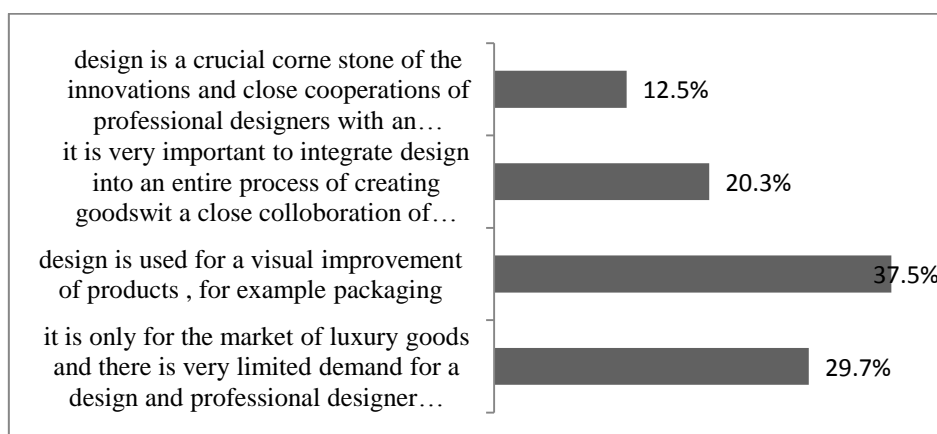 design is a crucial corne stone of the
innovations and close cooperations of
professional designers with an…
12.5%
it is very important to integrate design
into an entire process of creating
goodswit a close colloboration of…
20.3%
design is used for a visual improvement
of products , for example packaging
37.5%
it is only for the market of luxury goods
and there is very limited demand for a
design and professional designer…
29.7%